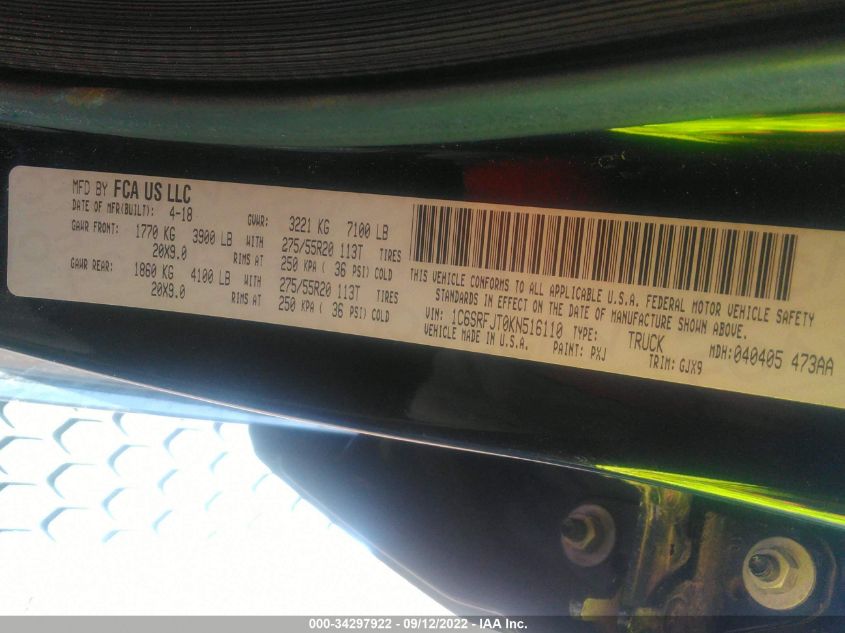 MFD BY FCA US LLC
DATE OF MFR(BUILT): 4-18 GVWR: 3221 KG 7100 LB
GAWR FRONT: 1770 KG 3900 LB WITH 275/55R20 113T TIRES
20X9.0 RIMS AT 250 KPA ( 36 PSI) COLD
GAWR REAR: 1860 KG 4100 LB WITH 275/55R20 113T TIRES
20X9.0 RIMS AT 250 KPA ( 36 PSI) COLD
THIS VEHICLE CONFORMS TO ALL APPLICABLE U.S.A. FEDERAL MOTOR VEHICLE SAFETY
STANDARDS IN EFFECT ON THE DATE OF MANUFACTURE SHOWN ABOVE.
VIN: 1C6SRFJT0KN516110 TYPE: TRUCK MDH:040405 473AA
VEHICLE MADE IN U.S.A. PAINT: PXJ TRIM: GJX9
000-34297922 - 09/12/2022 - IAA Inc.